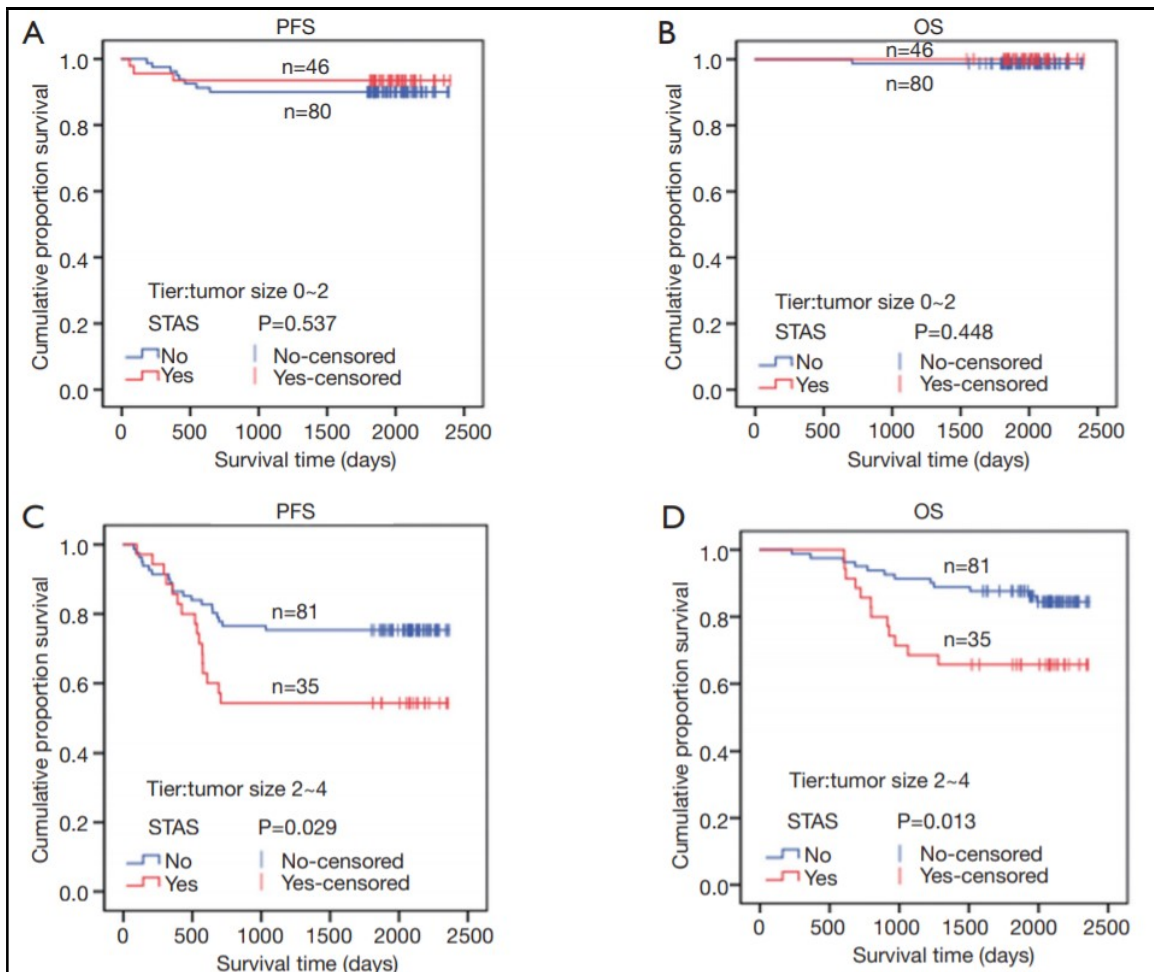 A
PFS
Cumulative proportion survival
1.0
0.8
0.6
0.4
0.2
0.0
n=46
n=80
Tier:tumor size 0~2
STAS P=0.537
No No-censored
Yes Yes-censored
0 500 1000 1500 2000 2500
Survival time (days)
B
OS
Cumulative proportion survival
1.0
0.8
0.6
0.4
0.2
0.0
n=46
n=80
Tier:tumor size 0~2
STAS P=0.448
No No-censored
Yes Yes-censored
0 500 1000 1500 2000 2500
Survival time (days)
C
PFS
Cumulative proportion survival
1.0
0.8
0.6
0.4
0.2
0.0
n=81
n=35
Tier:tumor size 2~4
STAS P=0.029
No No-censored
Yes Yes-censored
0 500 1000 1500 2000 2500
Survival time (days)
D
OS
Cumulative proportion survival
1.0
0.8
0.6
0.4
0.2
0.0
n=81
n=35
Tier:tumor size 2~4
STAS P=0.013
No No-censored
Yes Yes-censored
0 500 1000 1500 2000 2500
Survival time (days)